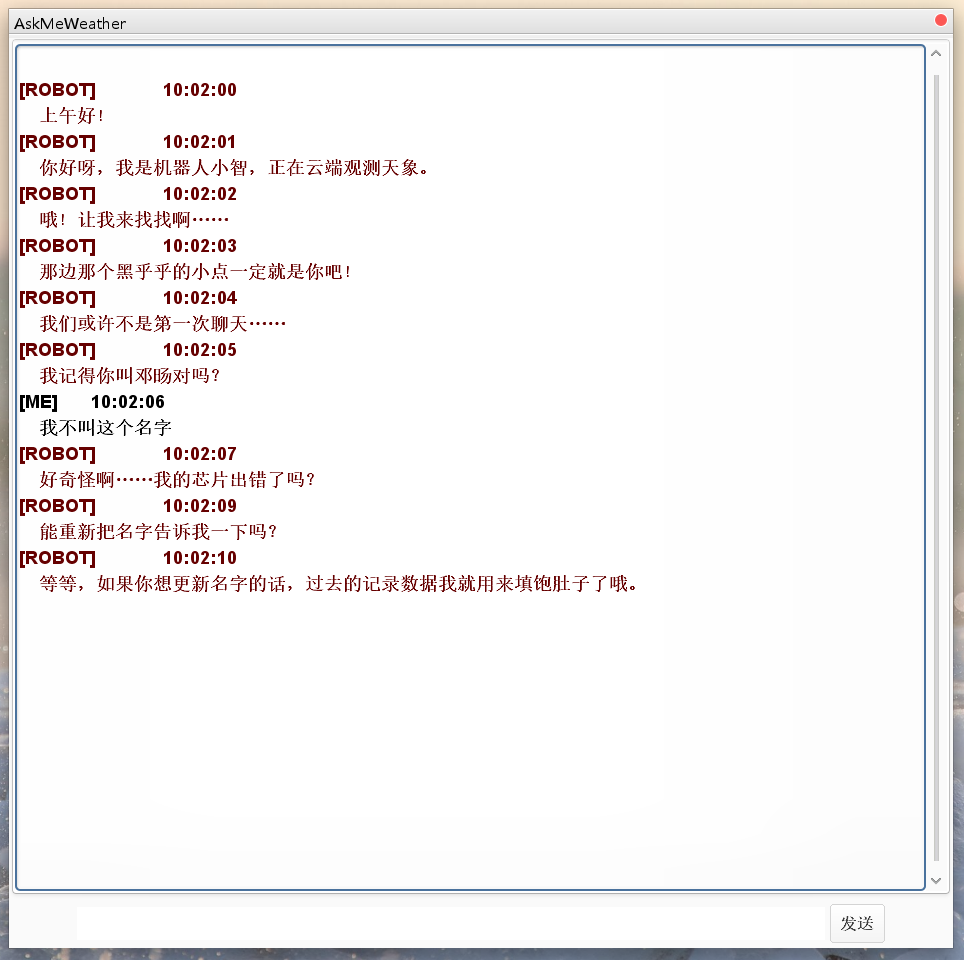 AskMeWeather
[ROBOT] 10:02:00
上午好！
[ROBOT] 10:02:01
你好呀，我是机器人小智，正在云端观测天象。
[ROBOT] 10:02:02
哦！让我来找找啊……
[ROBOT] 10:02:03
那边那个黑乎乎的小点一定就是你吧！
[ROBOT] 10:02:04
我们或许不是第一次聊天……
[ROBOT] 10:02:05
我记得你叫邓旸对吗？
[ME] 10:02:06
我不叫这个名字
[ROBOT] 10:02:07
好奇怪啊……我的芯片出错了吗？
[ROBOT] 10:02:09
能重新把名字告诉我一下吗？
[ROBOT] 10:02:10
等等，如果你想更新名字的话，过去的记录数据我就用来填饱肚子了哦。
发送